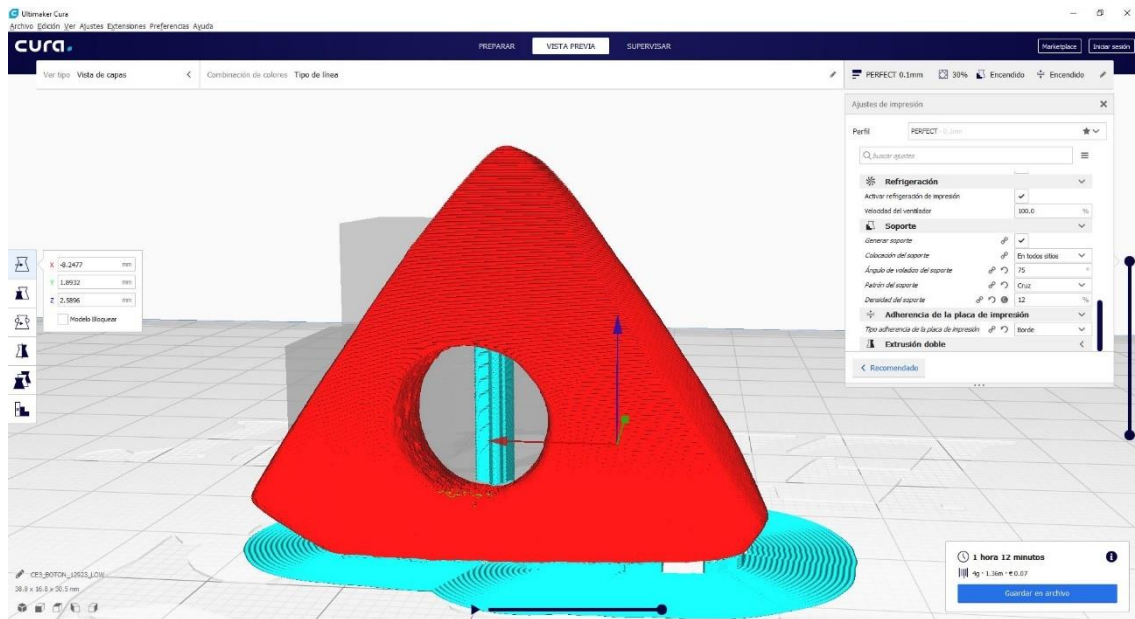 Ultimaker Cura
Archivo Edición Ver Ajustes Extensiones Preferencias Ayuda
cura.
PREPARAR VISTA PREVIA SUPERVISAR
Marketplace Iniciar sesión
Ver tipo Vista de capas
Combinación de colores Tipo de línea
PERFECT 0.1mm 30% Encendido Encendido
Ajustes de impresión
Perfil PERFECT - 0.1mm
buscar ajustes
Refrigeración
Activar refrigeración de impresión
Velocidad del ventilador 100.0 %
Soporte
Generar soporte
Colocación del soporte En todos sitios
Ángulo de voladizo del soporte 75 °
Patrón del soporte Cruz
Densidad del soporte 12 %
Adherencia de la placa de impresión
Tipo adherencia de la placa de impresión Borde
Extrusión doble
Recomendado
X -8.2477 mm
Y 1.8932 mm
Z 2.5896 mm
Modelo Bloquear
1 hora 12 minutos
4g · 1.36m · € 0.07
Guardar en archivo
38.8 x 16.8 x 30.5 mm